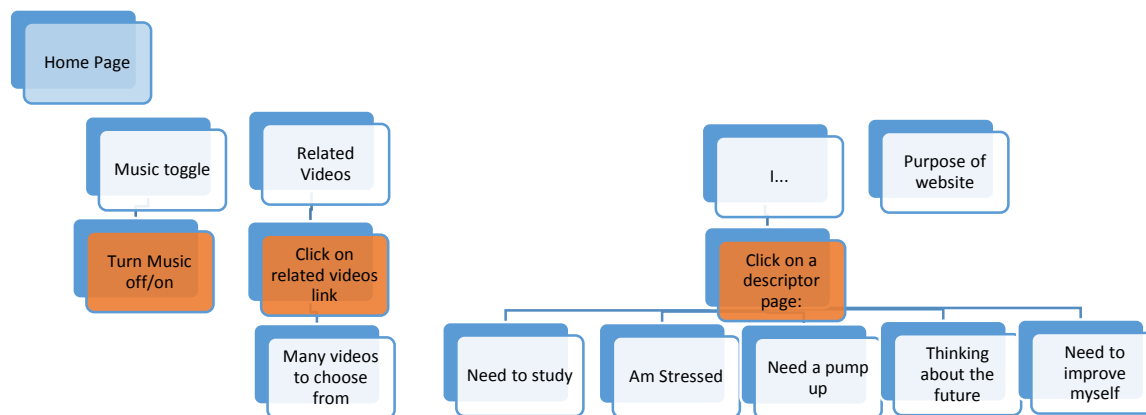 Home Page
Music toggle
Related
Videos
I...
Purpose of
website
Turn Music
off/on
Click on
related videos
link
Click on a
descriptor
page:
Many videos
to choose
from
Need to study
Am Stressed
Need a pump
up
Thinking
about the
future
Need to
improve
myself